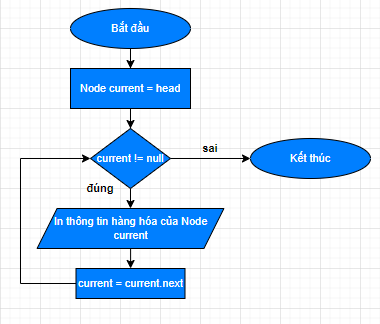 Bắt đầu
Node current = head
current != null
sai
Kết thúc
đúng
In thông tin hàng hóa của Node
current
current = current.next